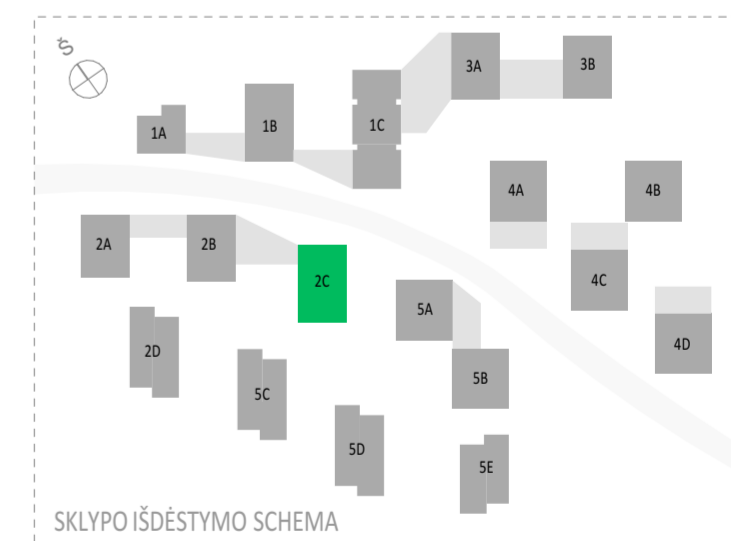 Š
3A
3B
1A
1B
1C
4A
4B
2A
2B
2C
4C
5A
4D
2D
5B
5C
5D
5E
SKLYPO IŠDĖSTYMO SCHEMA